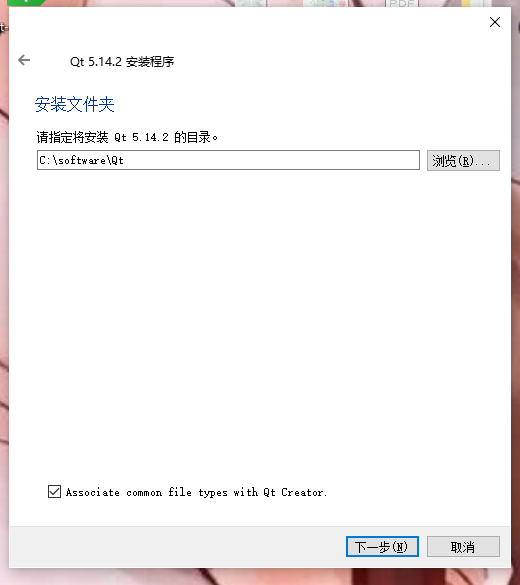 PDF
Qt 5.14.2 安装程序
安装文件夹
请指定将安装 Qt 5.14.2 的目录。
C:\software\Qt
浏览(R)...
Associate common file types with Qt Creator.
下一步(N)
取消